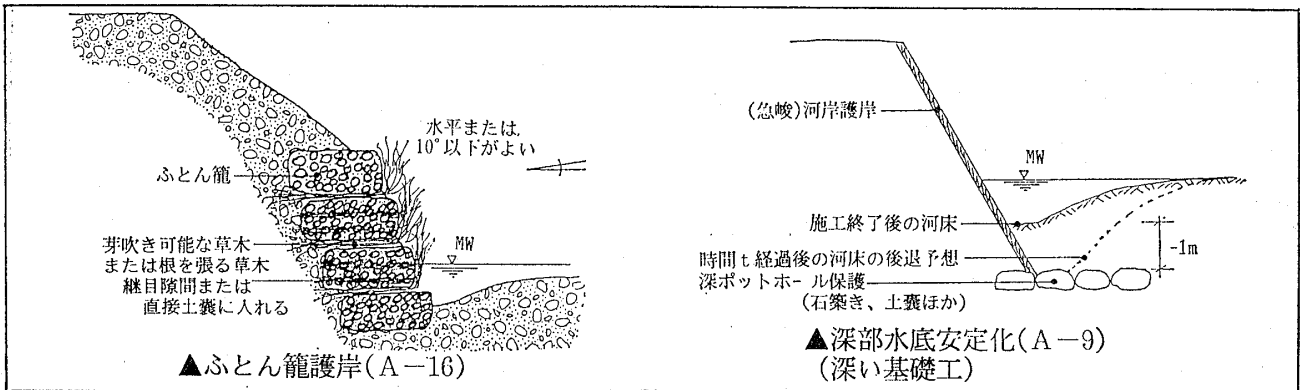 水平または
10°以下がよい
ふとん籠
芽吹き可能な草木
または根を張る草木
継目隙間または
直接土嚢に入れる
MW
▲ふとん籠護岸(A-16)
(急峻)河岸護岸
MW
施工終了後の河床
-1m
時間t経過後の河床の後退予想
深ポットホール保護
(石築き、土嚢ほか)
▲深部水底安定化(A-9)
(深い基礎工)